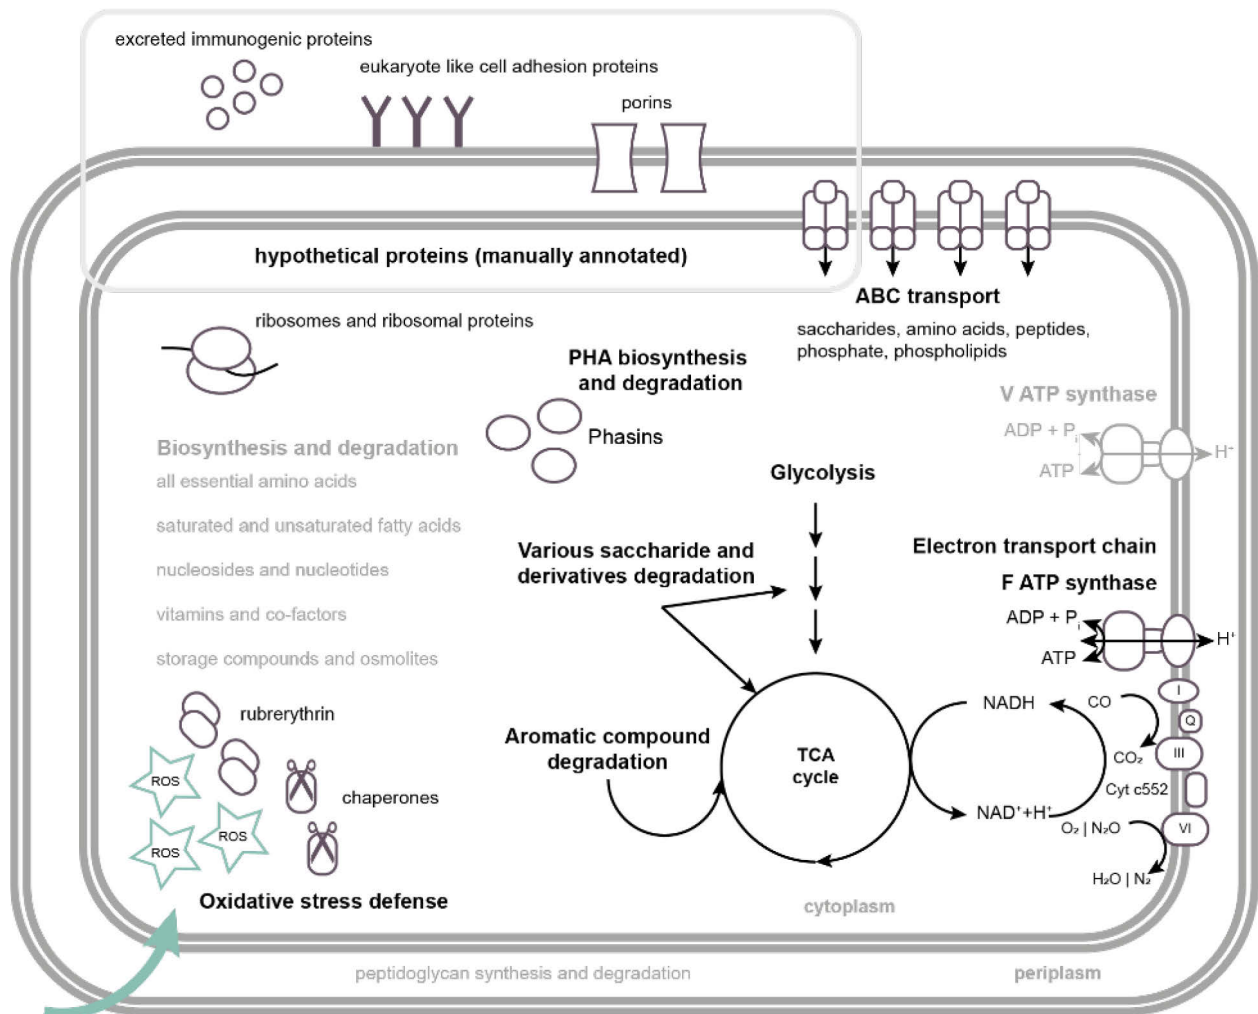 excreted immunogenic proteins
eukaryote like cell adhesion proteins
porins
hypothetical proteins (manually annotated)
ABC transport
saccharides, amino acids, peptides,
phosphate, phospholipids
ribosomes and ribosomal proteins
PHA biosynthesis
and degradation
Phasins
V ATP synthase
ADP + Pi
ATP
H⁺
Biosynthesis and degradation
all essential amino acids
saturated and unsaturated fatty acids
nucleosides and nucleotides
vitamins and co-factors
storage compounds and osmolites
Glycolysis
Various saccharide and
derivatives degradation
Electron transport chain
F ATP synthase
ADP + Pi
ATP
H⁺
rubrerythrin
ROS
ROS
ROS
chaperones
Oxidative stress defense
Aromatic compound
degradation
TCA
cycle
NADH
NAD⁺+H⁺
CO
CO₂
I
Q
III
Cyt c552
VI
O₂ | N₂O
H₂O | N₂
cytoplasm
peptidoglycan synthesis and degradation
periplasm